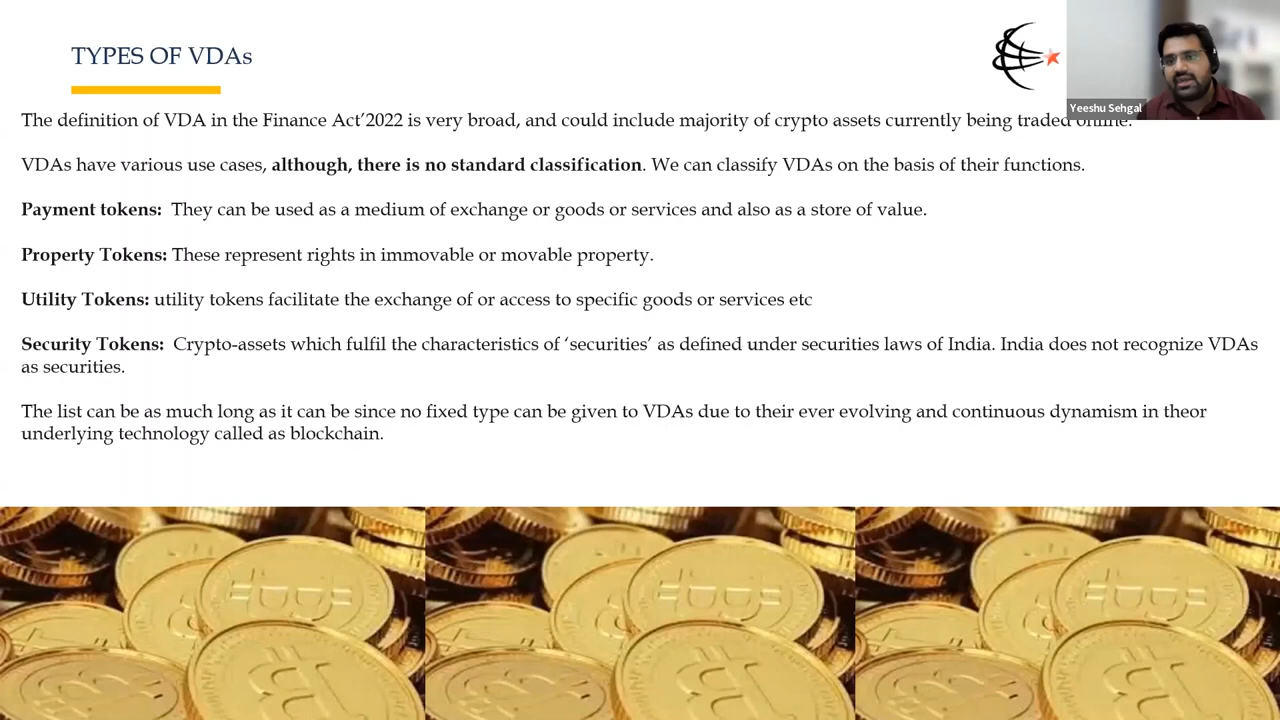 TYPES OF VDAs
Yeeshu Sehgal
The definition of VDA in the Finance Act’2022 is very broad, and could include majority of crypto assets currently being traded online.
VDAs have various use cases, although, there is no standard classification. We can classify VDAs on the basis of their functions.
Payment tokens: They can be used as a medium of exchange or goods or services and also as a store of value.
Property Tokens: These represent rights in immovable or movable property.
Utility Tokens: utility tokens facilitate the exchange of or access to specific goods or services etc
Security Tokens: Crypto-assets which fulfil the characteristics of ‘securities’ as defined under securities laws of India. India does not recognize VDAs
as securities.
The list can be as much long as it can be since no fixed type can be given to VDAs due to their ever evolving and continuous dynamism in theor
underlying technology called as blockchain.